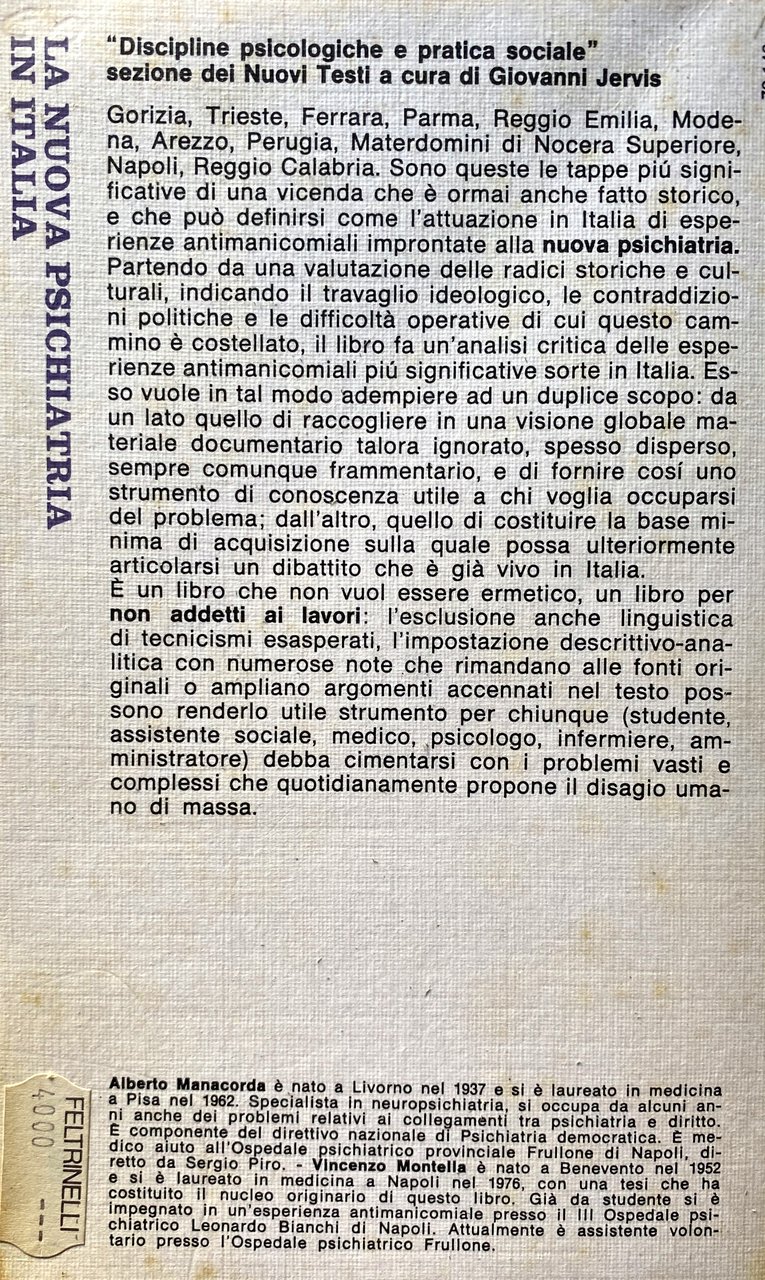 LA NUOVA PSICHIATRIA
IN ITALIA
“Discipline psicologiche e pratica sociale”
sezione dei Nuovi Testi a cura di Giovanni Jervis
Gorizia, Trieste, Ferrara, Parma, Reggio Emilia, Mode-
na, Arezzo, Perugia, Materdomini di Nocera Superiore,
Napoli, Reggio Calabria. Sono queste le tappe piú signi-
ficative di una vicenda che è ormai anche fatto storico,
e che può definirsi come l'attuazione in Italia di espe-
rienze antimanicomiali improntate alla nuova psichiatria.
Partendo da una valutazione delle radici storiche e cul-
turali, indicando il travaglio ideologico, le contraddizio-
ni politiche e le difficoltà operative di cui questo cam-
mino è costellato, il libro fa un'analisi critica delle espe-
rienze antimanicomiali piú significative sorte in Italia. Es-
so vuole in tal modo adempiere ad un duplice scopo: da
un lato quello di raccogliere in una visione globale ma-
teriale documentario talora ignorato, spesso disperso,
sempre comunque frammentario, e di fornire cosí uno
strumento di conoscenza utile a chi voglia occuparsi
del problema; dall'altro, quello di costituire la base mi-
nima di acquisizione sulla quale possa ulteriormente
articolarsi un dibattito che è già vivo in Italia.
È un libro che non vuol essere ermetico, un libro per
non addetti ai lavori: l'esclusione anche linguistica
di tecnicismi esasperati, l'impostazione descrittivo-ana-
litica con numerose note che rimandano alle fonti ori-
ginali o ampliano argomenti accennati nel testo pos-
sono renderlo utile strumento per chiunque (studente,
assistente sociale, medico, psicologo, infermiere, am-
ministratore) debba cimentarsi con i problemi vasti e
complessi che quotidianamente propone il disagio uma-
no di massa.
Alberto Manacorda è nato a Livorno nel 1937 e si è laureato in medicina
a Pisa nel 1962. Specialista in neuropsichiatria, si occupa da alcuni an-
ni anche dei problemi relativi ai collegamenti tra psichiatria e diritto.
È componente del direttivo nazionale di Psichiatria democratica. È me-
dico aiuto all'Ospedale psichiatrico provinciale Frullone di Napoli, di-
retto da Sergio Piro. - Vincenzo Montella è nato a Benevento nel 1952
e si è laureato in medicina a Napoli nel 1976, con una tesi che ha
costituito il nucleo originario di questo libro. Già da studente si è
impegnato in un'esperienza antimanicomiale presso il III Ospedale psi-
chiatrico Leonardo Bianchi di Napoli. Attualmente è assistente volon-
tario presso l'Ospedale psichiatrico Frullone.
FELTRINELLI
*4000 ---